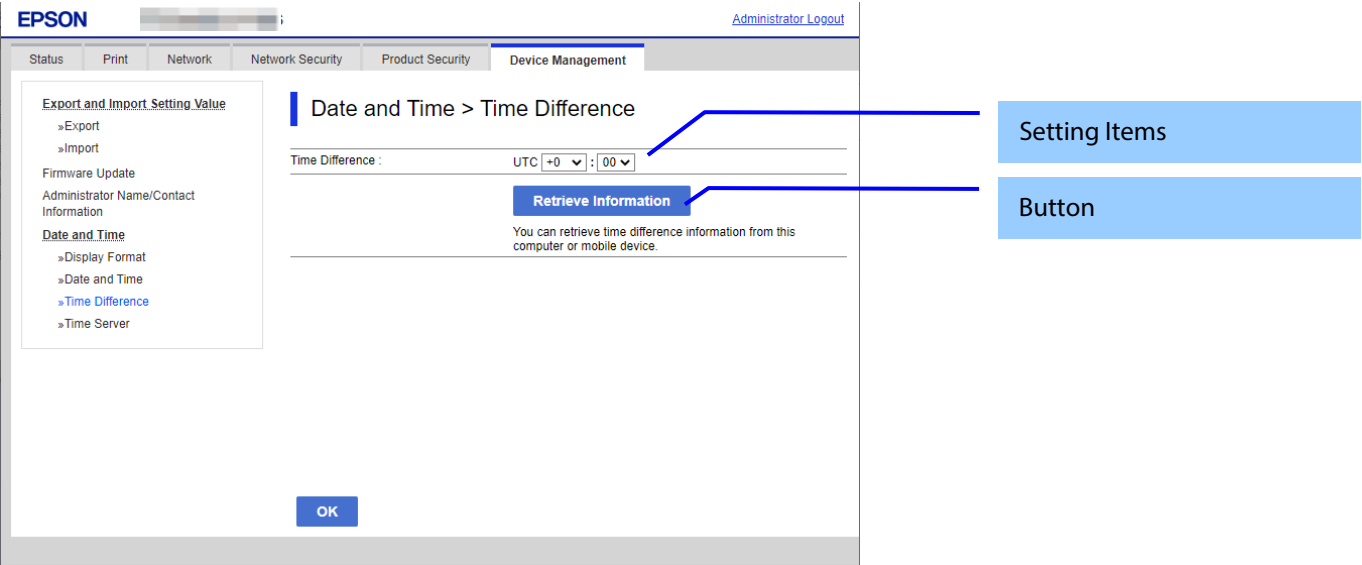 EPSON
Administrator Logout
Status Print Network Network Security Product Security Device Management
Export and Import Setting Value
»Export
»Import
Firmware Update
Administrator Name/Contact
Information
Date and Time
»Display Format
»Date and Time
»Time Difference
»Time Server
Date and Time > Time Difference
Time Difference : UTC +0 : 00
Retrieve Information
You can retrieve time difference information from this
computer or mobile device.
OK
Setting Items
Button